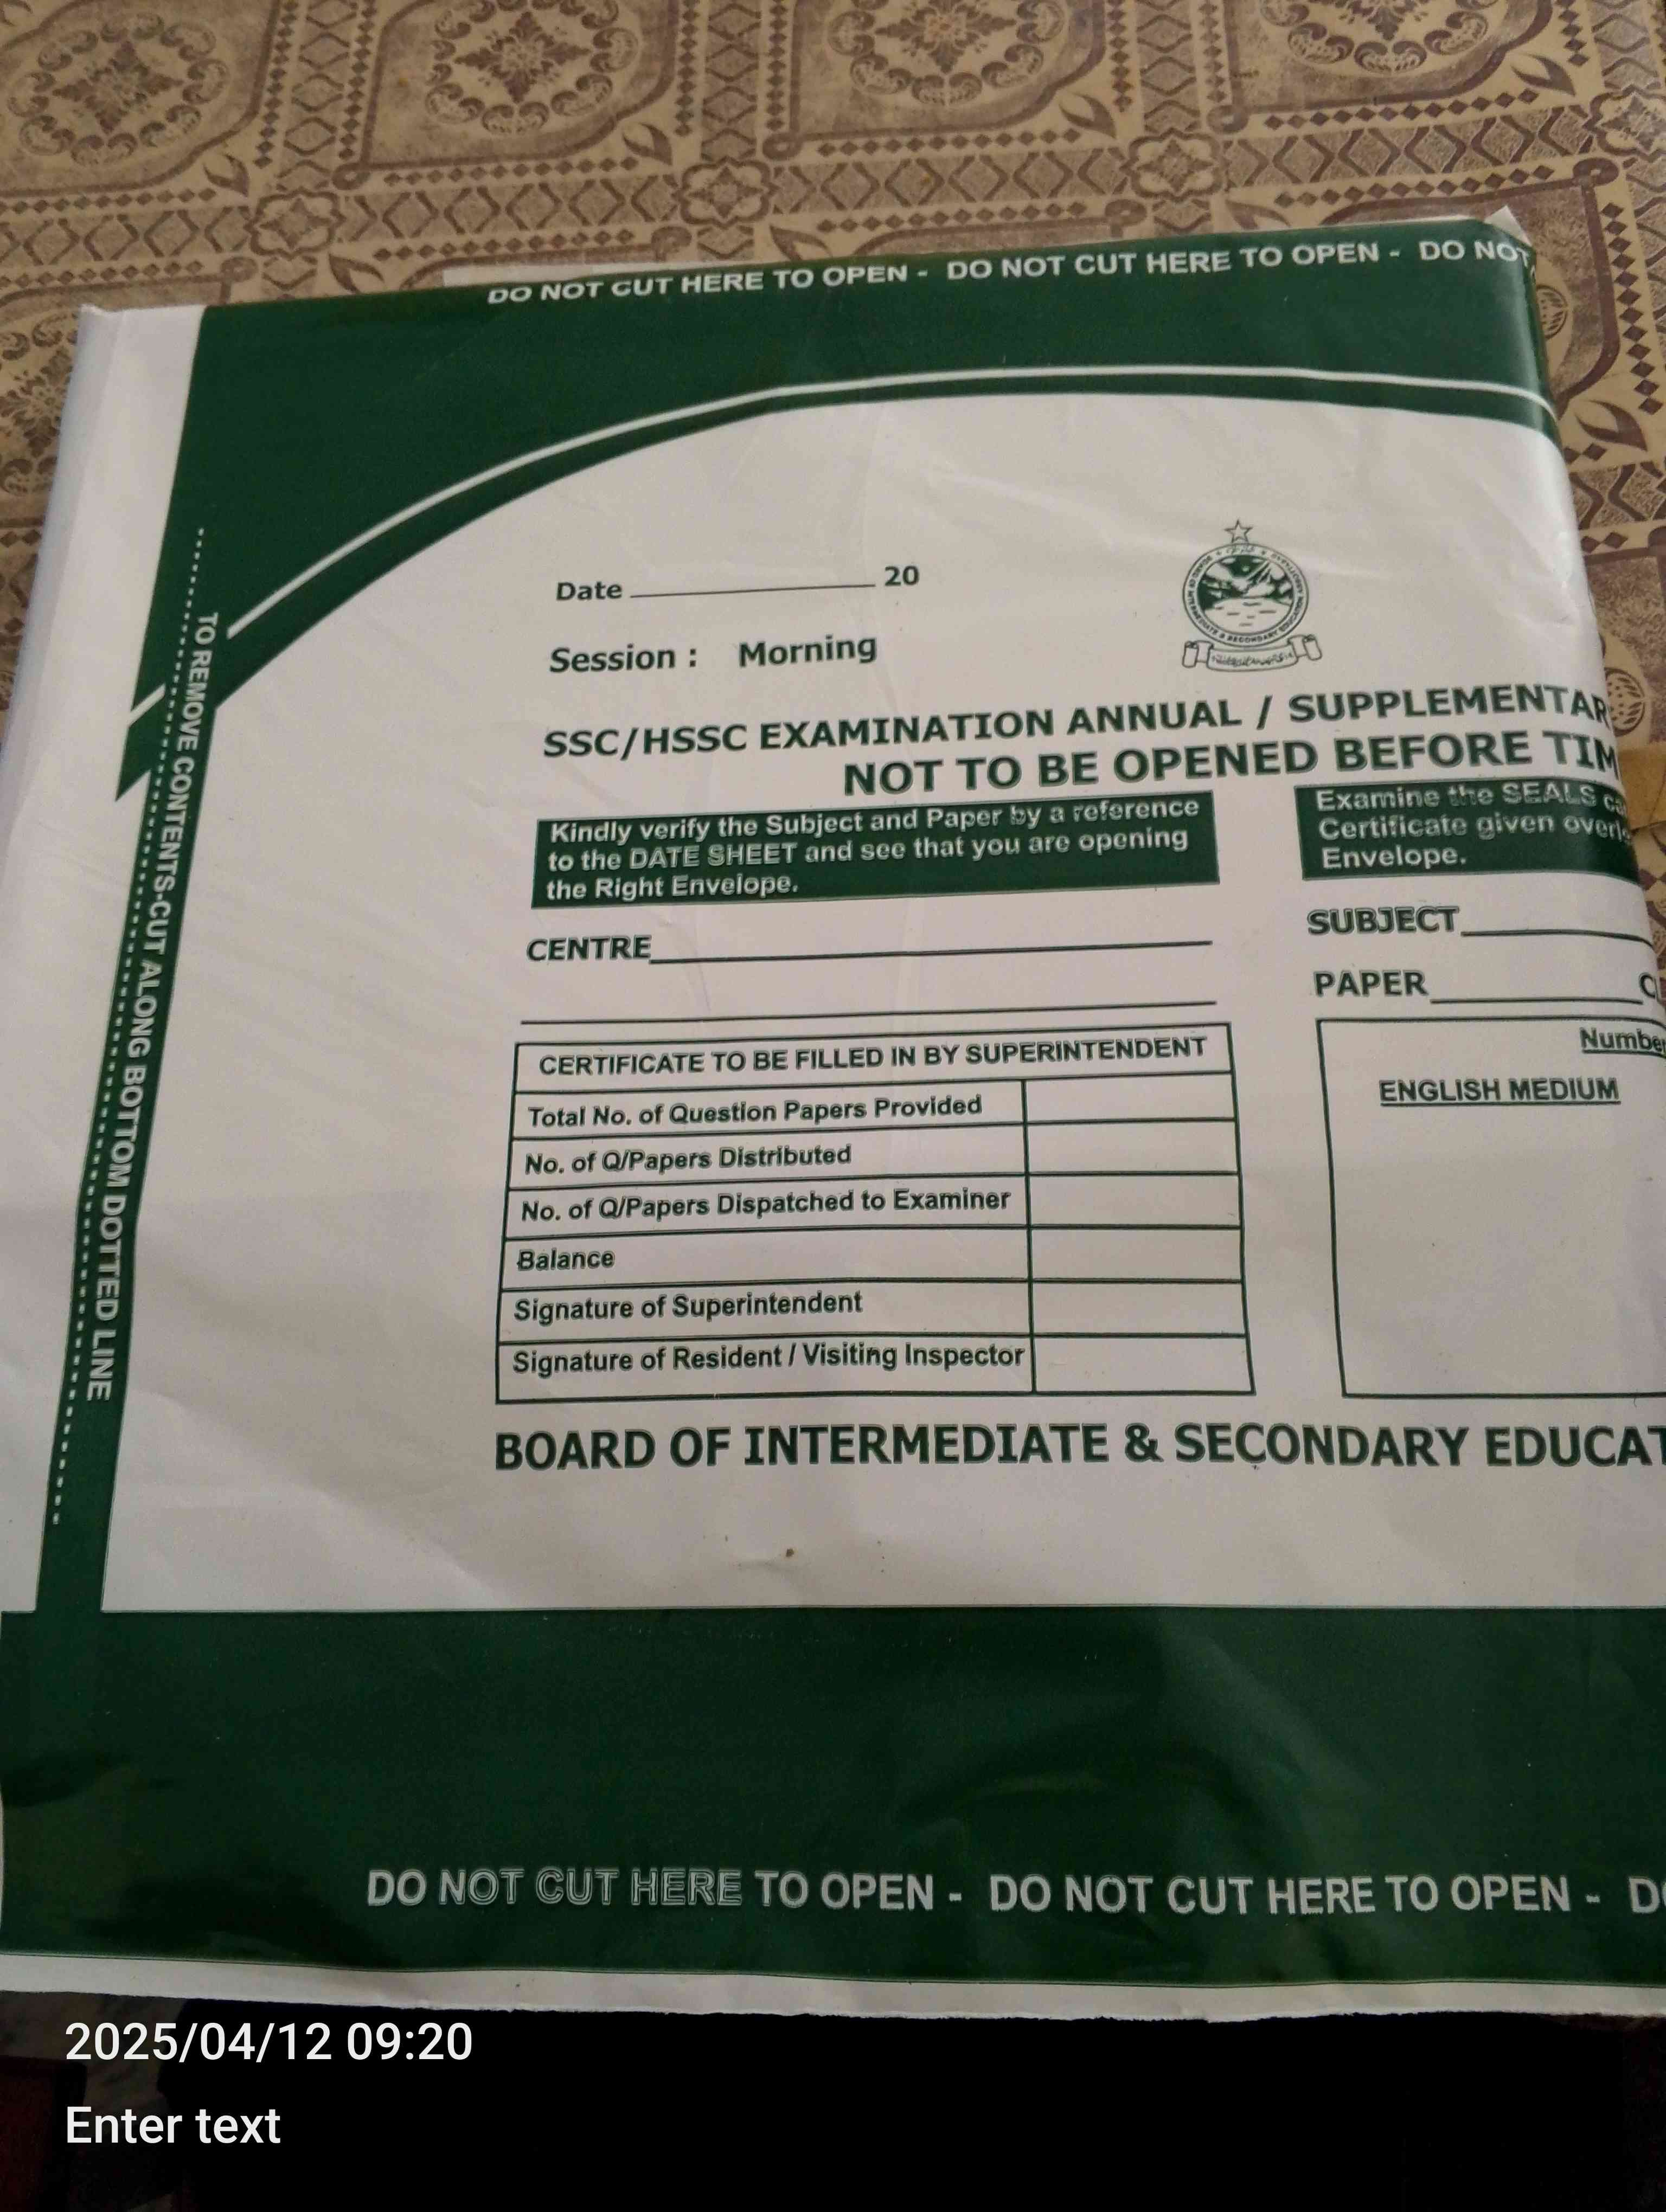 DO NOT CUT HERE TO OPEN - DO NOT CUT HERE TO OPEN - DO NOT
TO REMOVE CONTENTS-CUT ALONG BOTTOM DOTTED LINE
Date ____________ 20
Session : Morning
SSC/HSSC EXAMINATION ANNUAL / SUPPLEMENTAR
NOT TO BE OPENED BEFORE TIM
Kindly verify the Subject and Paper by a reference
to the DATE SHEET and see that you are opening
the Right Envelope.
Examine the SEALS
Certificate given
Envelope.
CENTRE
SUBJECT
PAPER
CERTIFICATE TO BE FILLED IN BY SUPERINTENDENT
Total No. of Question Papers Provided
No. of Q/Papers Distributed
No. of Q/Papers Dispatched to Examiner
Balance
Signature of Superintendent
Signature of Resident / Visiting Inspector
Number
ENGLISH MEDIUM
BOARD OF INTERMEDIATE & SECONDARY EDUCAT
DO NOT CUT HERE TO OPEN - DO NOT CUT HERE TO OPEN - DO
2025/04/12 09:20
Enter text